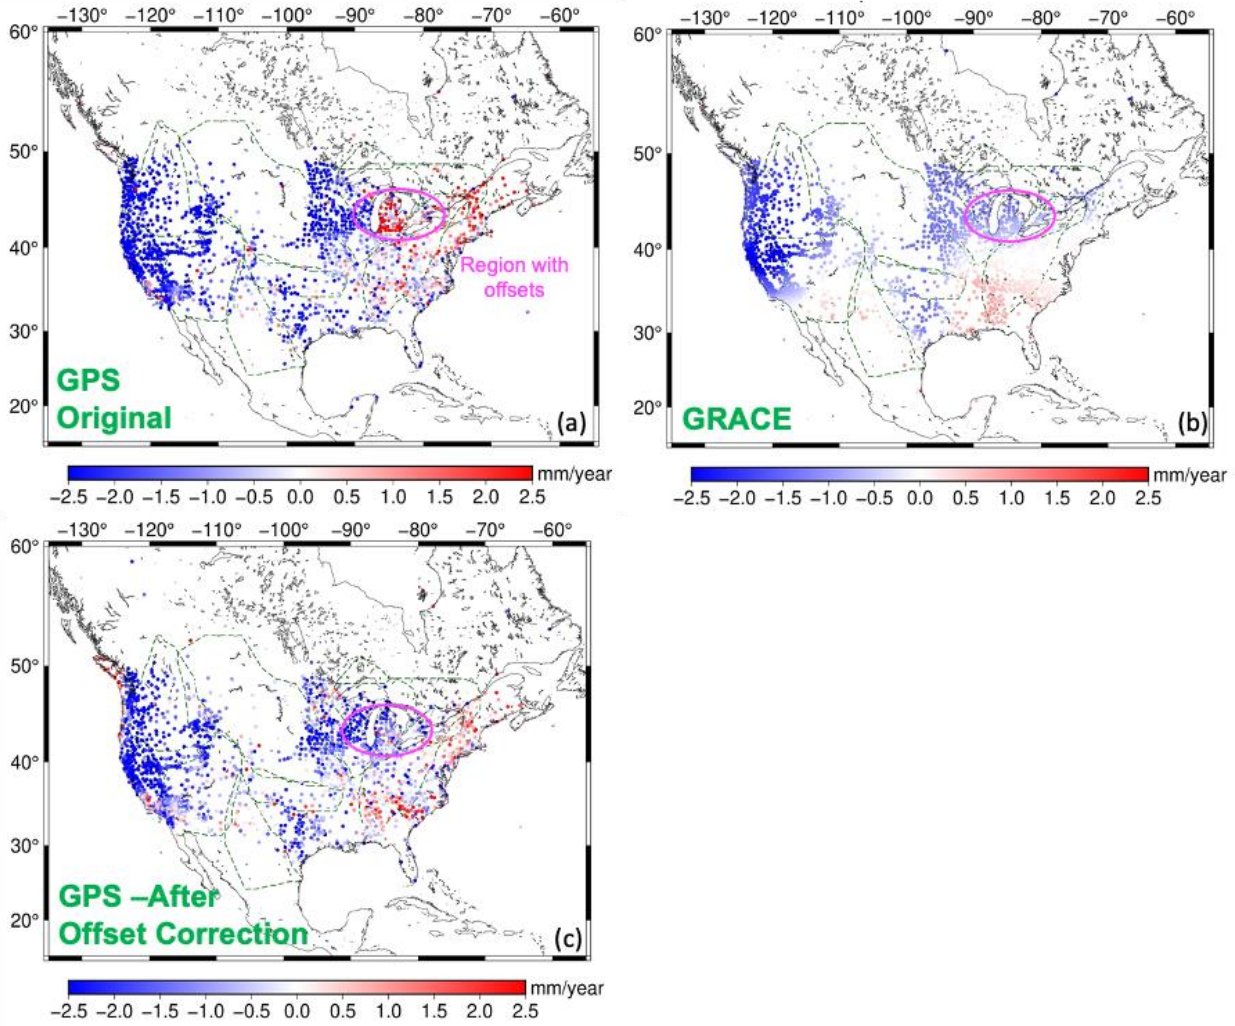 −130° −120° −110° −100° −90° −80° −70° −60°
60°
50°
40°
30°
20°
Region with
offsets
GPS
Original
(a)
mm/year
−2.5 −2.0 −1.5 −1.0 −0.5 0.0 0.5 1.0 1.5 2.0 2.5
−130° −120° −110° −100° −90° −80° −70° −60°
60°
50°
40°
30°
20°
GRACE
(b)
mm/year
−2.5 −2.0 −1.5 −1.0 −0.5 0.0 0.5 1.0 1.5 2.0 2.5
−130° −120° −110° −100° −90° −80° −70° −60°
60°
50°
40°
30°
20°
GPS –After
Offset Correction
(c)
mm/year
−2.5 −2.0 −1.5 −1.0 −0.5 0.0 0.5 1.0 1.5 2.0 2.5